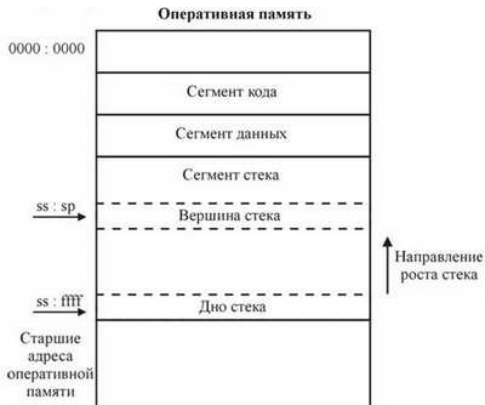 Оперативная память
0000 : 0000
Сегмент кода
Сегмент данных
Сегмент стека
ss : sp
Вершина стека
Направление
роста стека
ss : ffff
Дно стека
Старшие
адреса
оперативной
памяти